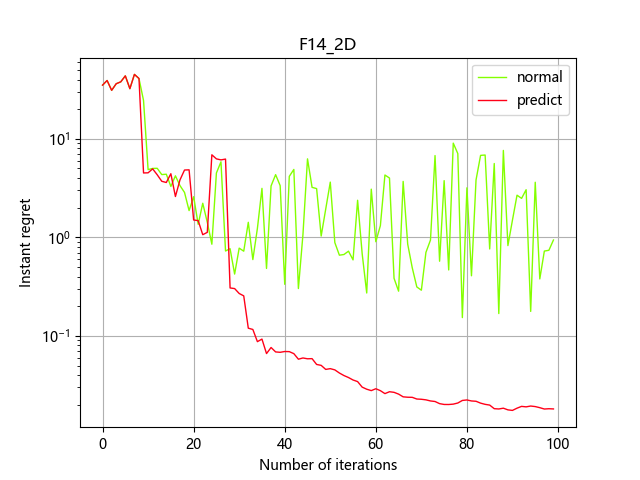 F14_2D
normal
predict
Instant regret
10¹
10⁰
10⁻¹
0 20 40 60 80 100
Number of iterations